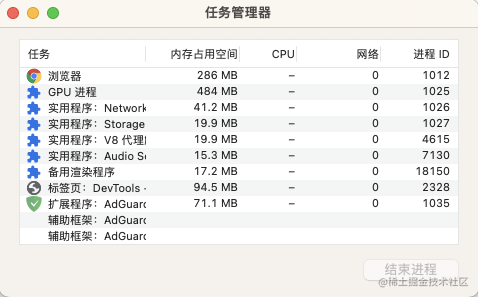 任务管理器
任务 内存占用空间 CPU 网络 进程 ID
浏览器 286 MB – 0 1012
GPU 进程 484 MB – 0 1025
实用程序：Network 41.2 MB – 0 1026
实用程序：Storage 19.9 MB – 0 1027
实用程序：V8 代理 19.9 MB – 0 4615
实用程序：Audio Se 15.3 MB – 0 7130
备用渲染程序 17.2 MB – 0 18150
标签页：DevTools - 94.5 MB – 0 2328
扩展程序：AdGuard 71.1 MB – 0 1035
辅助框架：AdGuard
辅助框架：AdGuard
结束进程
@稀土掘金技术社区